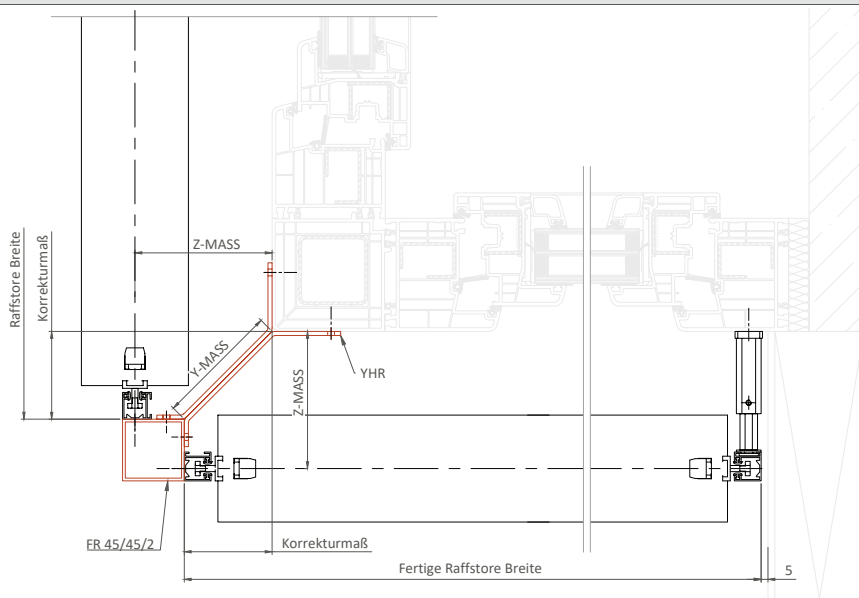 Z-MASS
Raffstore Breite
Korrekturmaß
Y-MASS
Z-MASS
YHR
FR 45/45/2
Korrekturmaß
Fertige Raffstore Breite
5